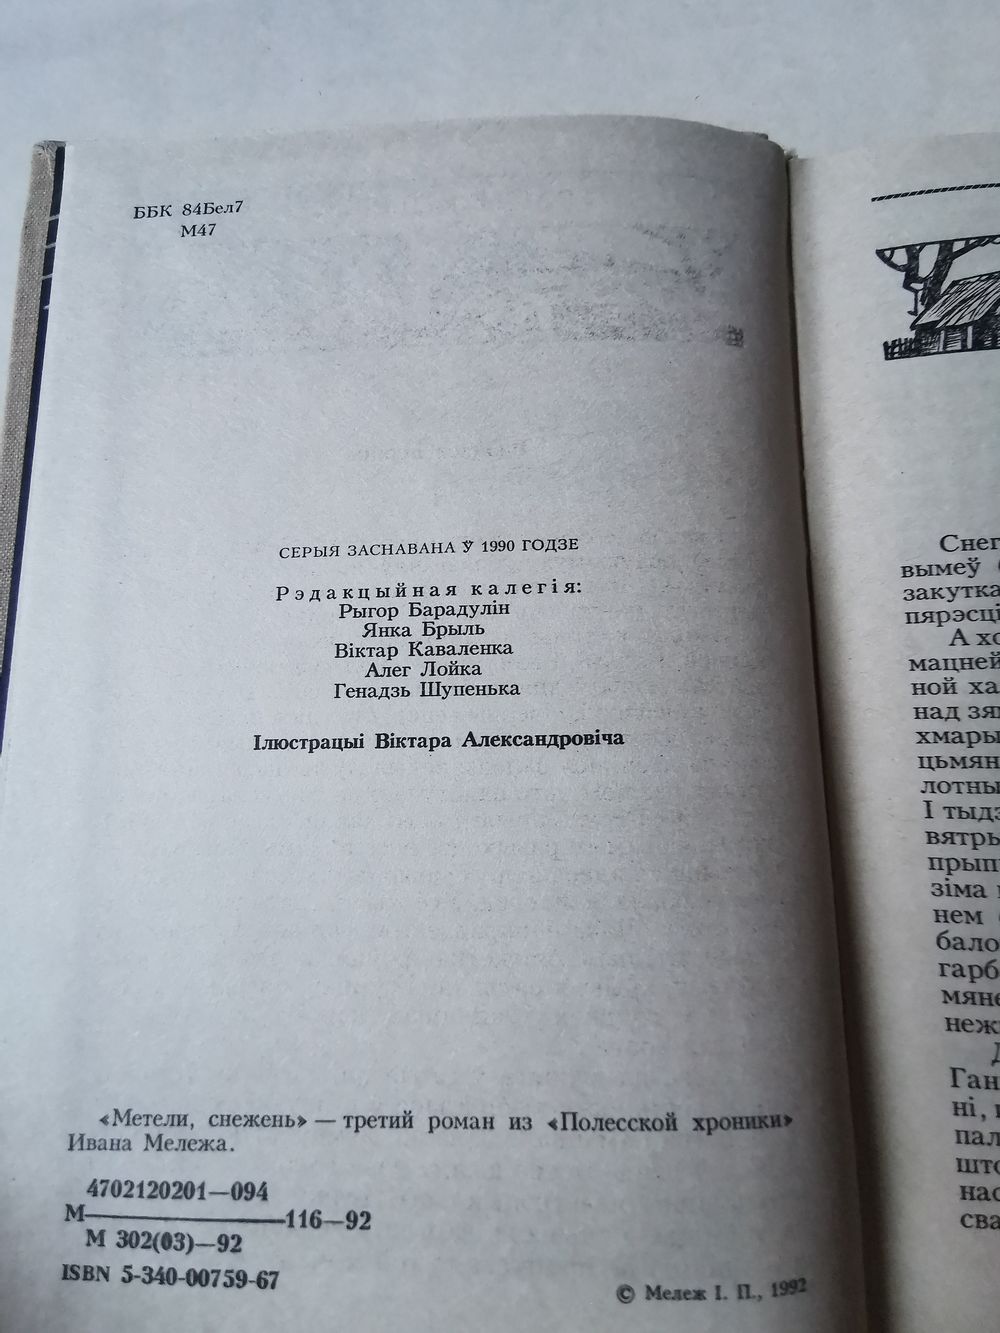 ББК 84Бел7
М47
СЕРЫЯ ЗАСНАВАНА Ў 1990 ГОДЗЕ
Рэдакцыйная калегія:
Рыгор Барадулін
Янка Брыль
Віктар Каваленка
Алег Лойка
Генадзь Шупенька
Ілюстрацыі Віктара Александровіча
«Метели, снежень» — третий роман из «Полесской хроники»
Ивана Мележа.
4702120201—094
М————116—92
М 302(03)—92
ISBN 5-340-00759-67
© Мележ І. П., 1992
Снег
вымеў
закутка
пярэсці
А хо
мацней
ной ха
над зям
хмары
цьмян
лотны
І тыдз
вятры
прып
зіма
нем
бало
гарб
мяне
неж
Ган
ні,
пал
што
нас
сва